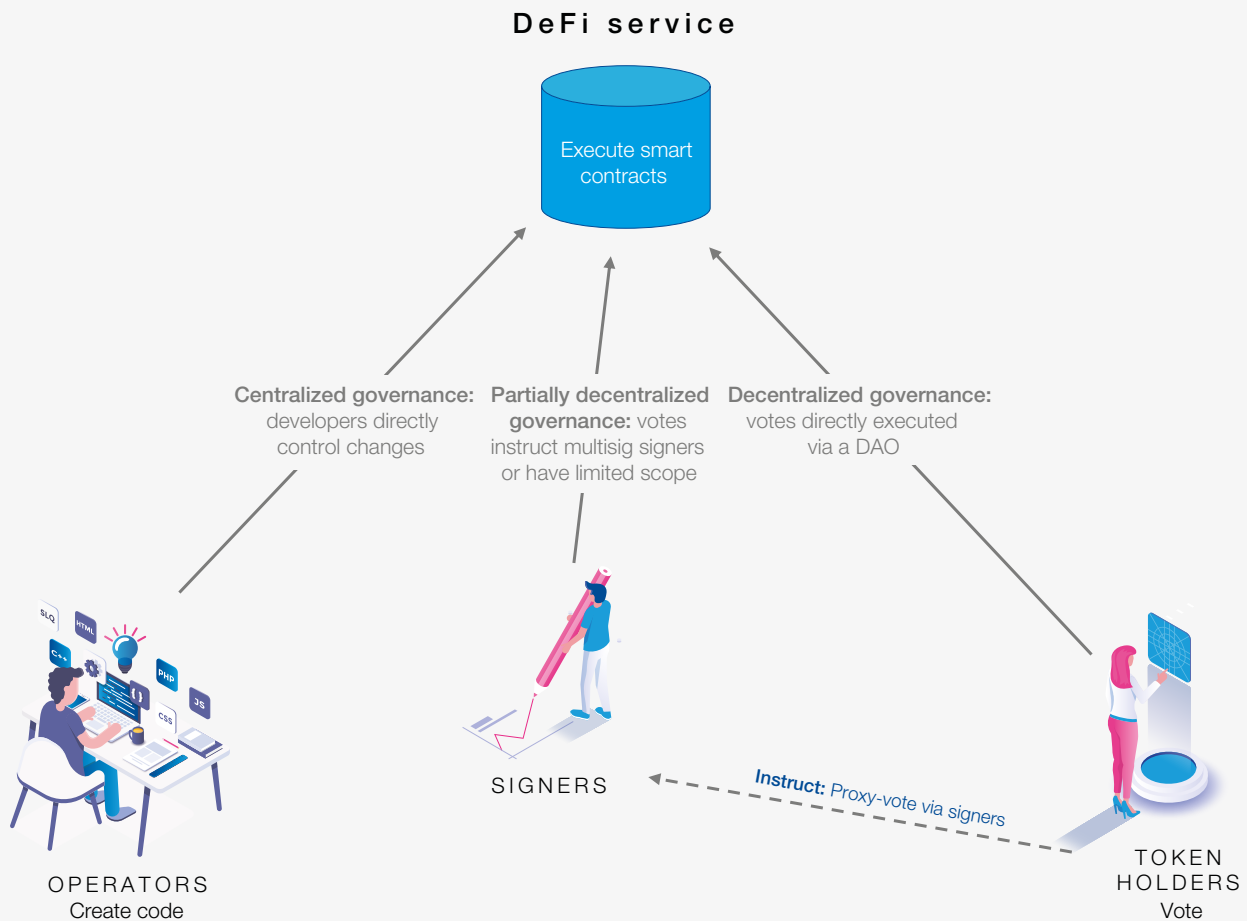 DeFi service
Execute smart
contracts
Centralized governance:
developers directly
control changes
Partially decentralized
governance: votes
instruct multisig signers
or have limited scope
Decentralized governance:
votes directly executed
via a DAO
SLQ
HTML
C++
PHP
{ }
JS
CSS
SIGNERS
Instruct: Proxy-vote via signers
OPERATORS
Create code
TOKEN
HOLDERS
Vote